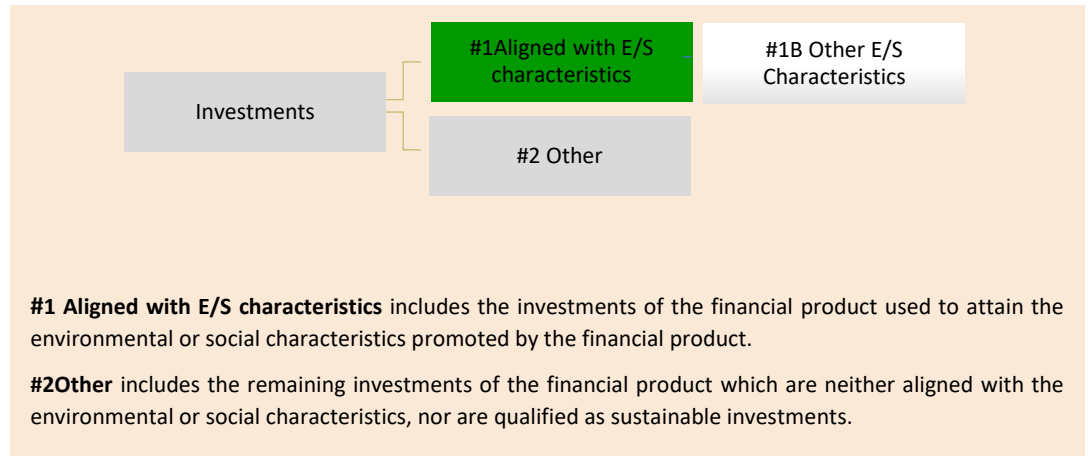 #1Aligned with E/S
characteristics
#1B Other E/S
Characteristics
Investments
#2 Other
#1 Aligned with E/S characteristics includes the investments of the financial product used to attain the
environmental or social characteristics promoted by the financial product.
#2Other includes the remaining investments of the financial product which are neither aligned with the
environmental or social characteristics, nor are qualified as sustainable investments.